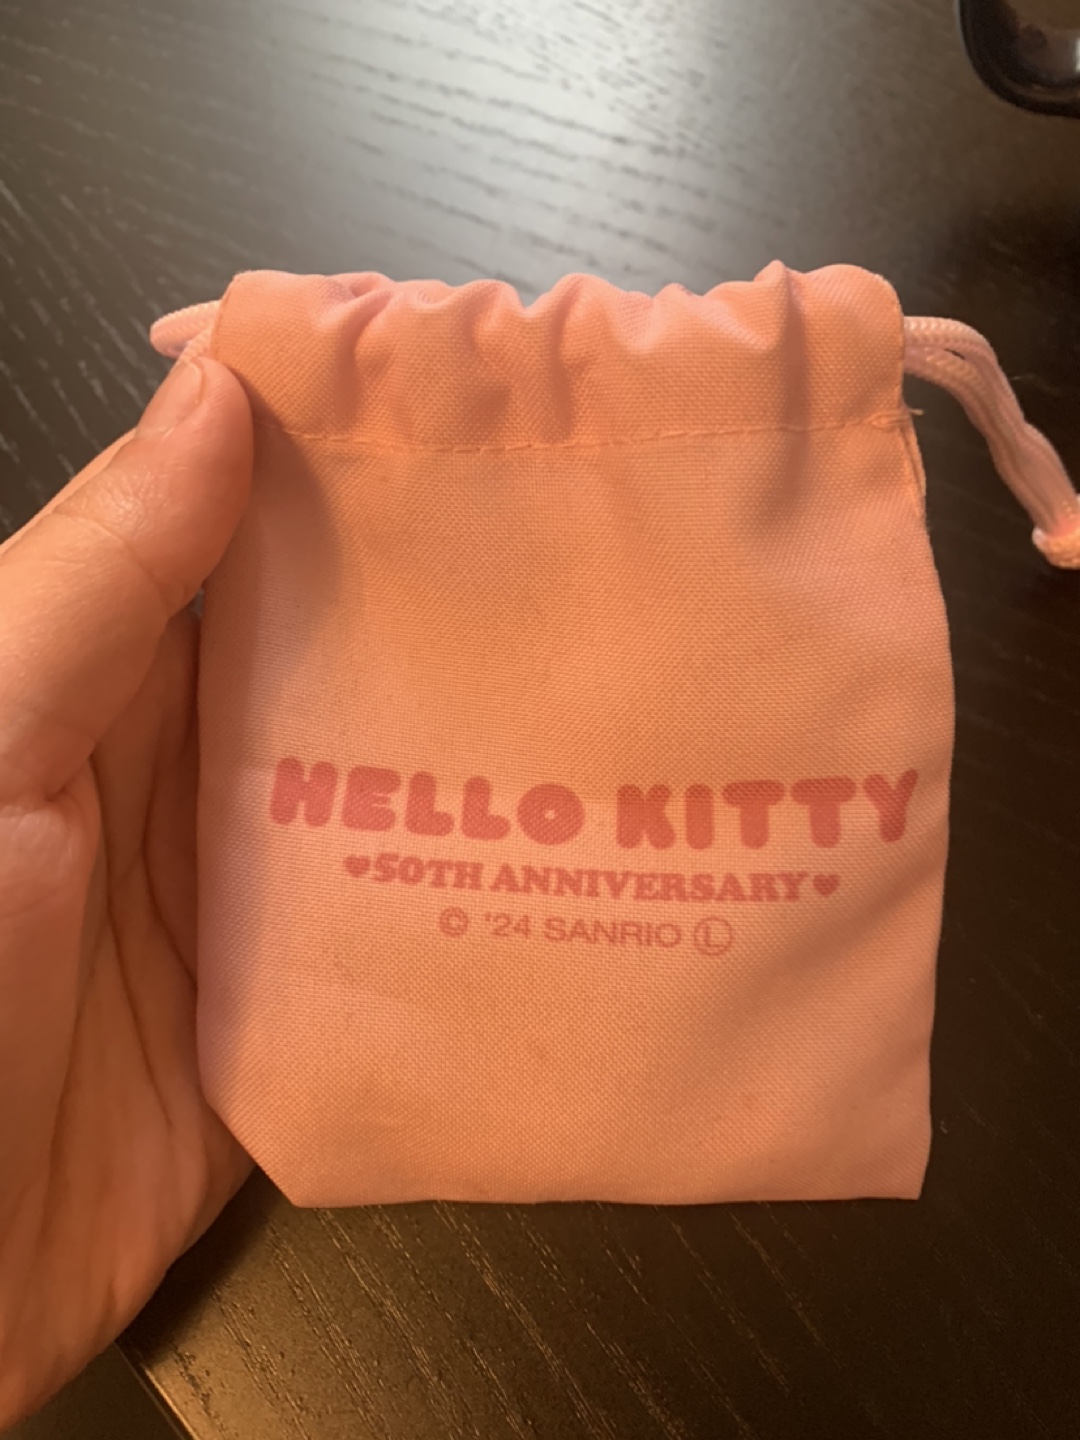 HELLO KITTY
♥50TH ANNIVERSARY♥
© '24 SANRIO Ⓛ